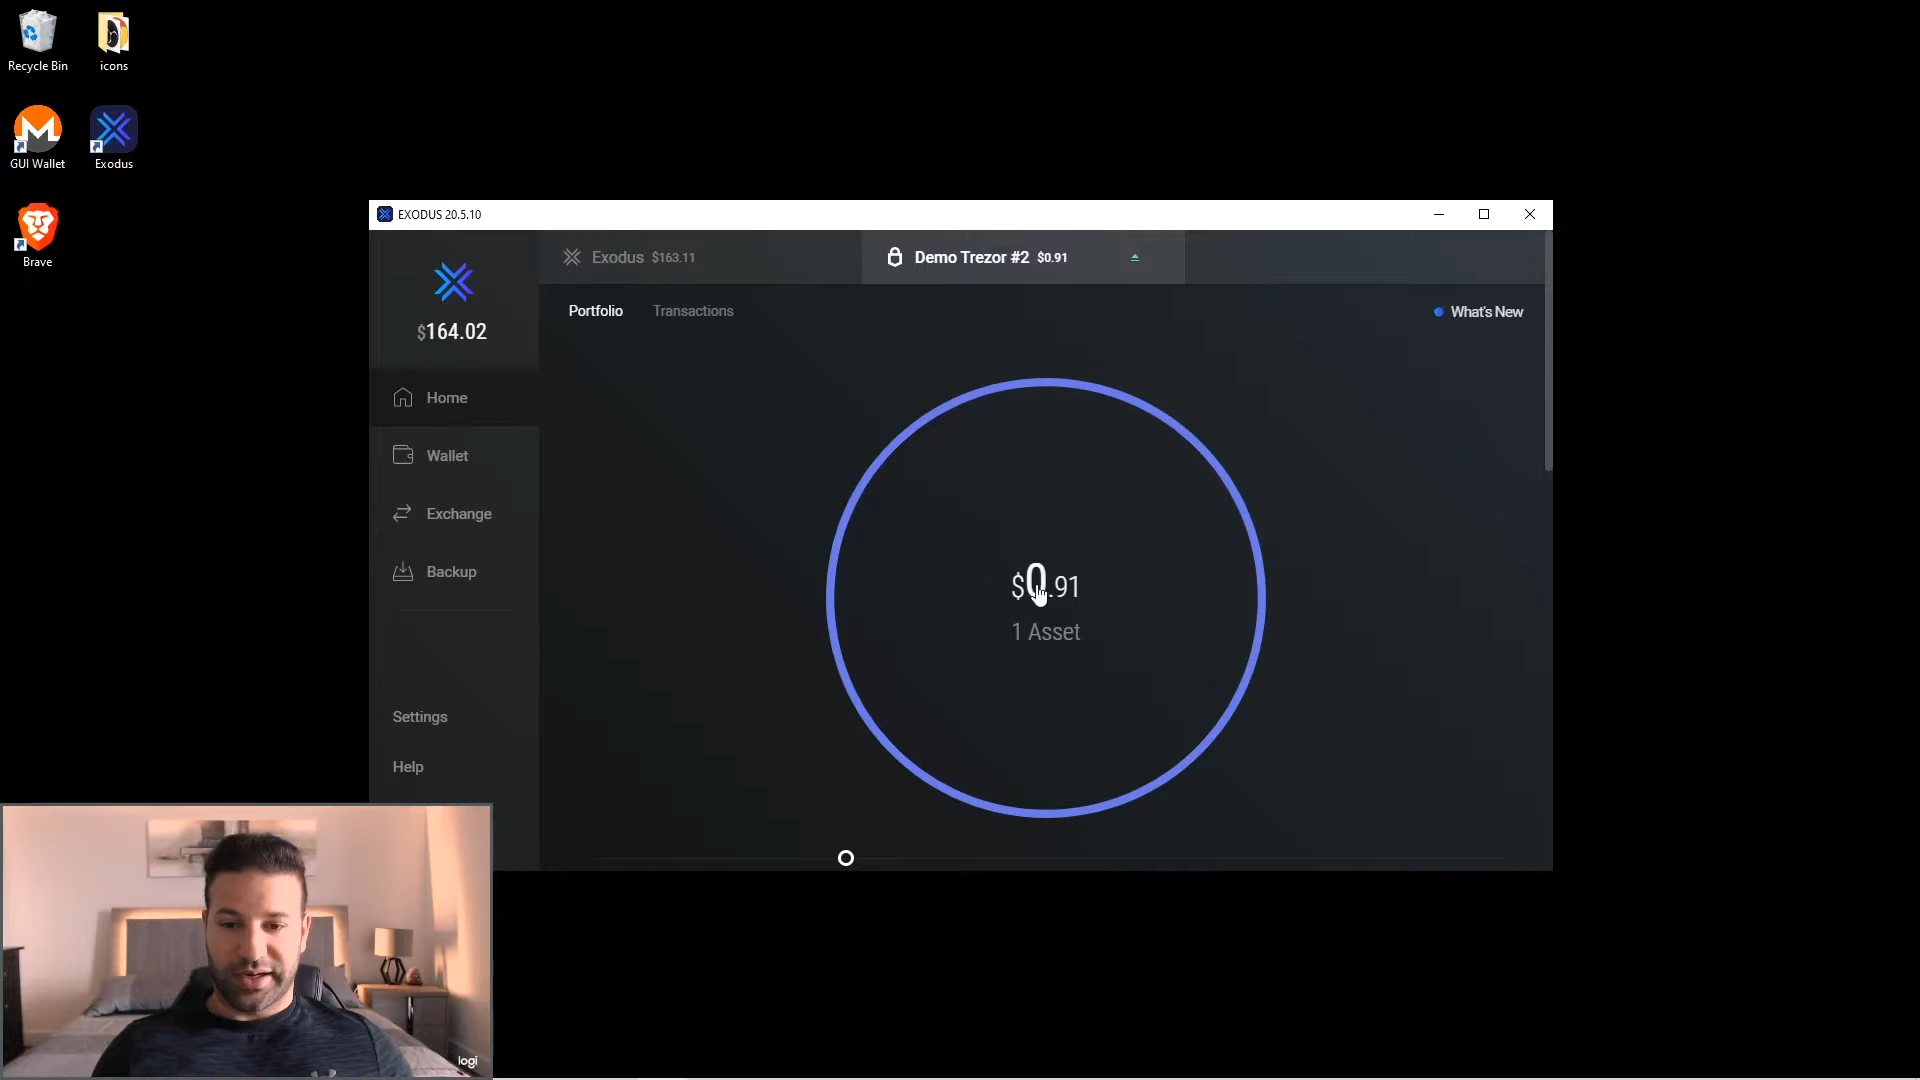 Recycle Bin
icons
GUI Wallet
Exodus
Brave
EXODUS 20.5.10
$164.02
Home
Wallet
Exchange
Backup
Settings
Help
Exodus $163.11
Demo Trezor #2 $0.91
Portfolio
Transactions
What's New
$0.91
1 Asset
logi